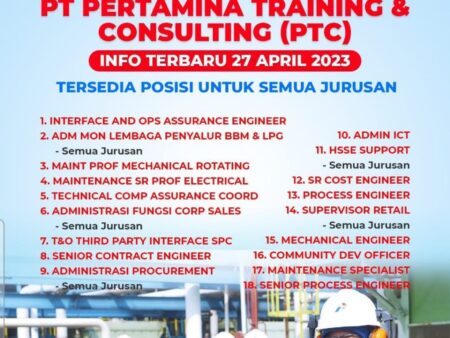 PT PERTAMINA TRAINING &
CONSULTING (PTC)
INFO TERBARU 27 APRIL 2023
TERSEDIA POSISI UNTUK SEMUA JURUSAN
1. INTERFACE AND OPS ASSURANCE ENGINEER
2. ADM MON LEMBAGA PENYALUR BBM & LPG
- Semua Jurusan
3. MAINT PROF MECHANICAL ROTATING
4. MAINTENANCE SR PROF ELECTRICAL
5. TECHNICAL COMP ASSURANCE COORD
6. ADMINISTRASI FUNGSI CORP SALES
- Semua Jurusan
7. T&O THIRD PARTY INTERFACE SPC
8. SENIOR CONTRACT ENGINEER
9. ADMINISTRASI PROCUREMENT
- Semua Jurusan
10. ADMIN ICT
11. HSSE SUPPORT
- Semua Jurusan
12. SR COST ENGINEER
13. PROCESS ENGINEER
14. SUPERVISOR RETAIL
- Semua Jurusan
15. MECHANICAL ENGINEER
16. COMMUNITY DEV OFFICER
17. MAINTENANCE SPECIALIST
18. SENIOR PROCESS ENGINEER